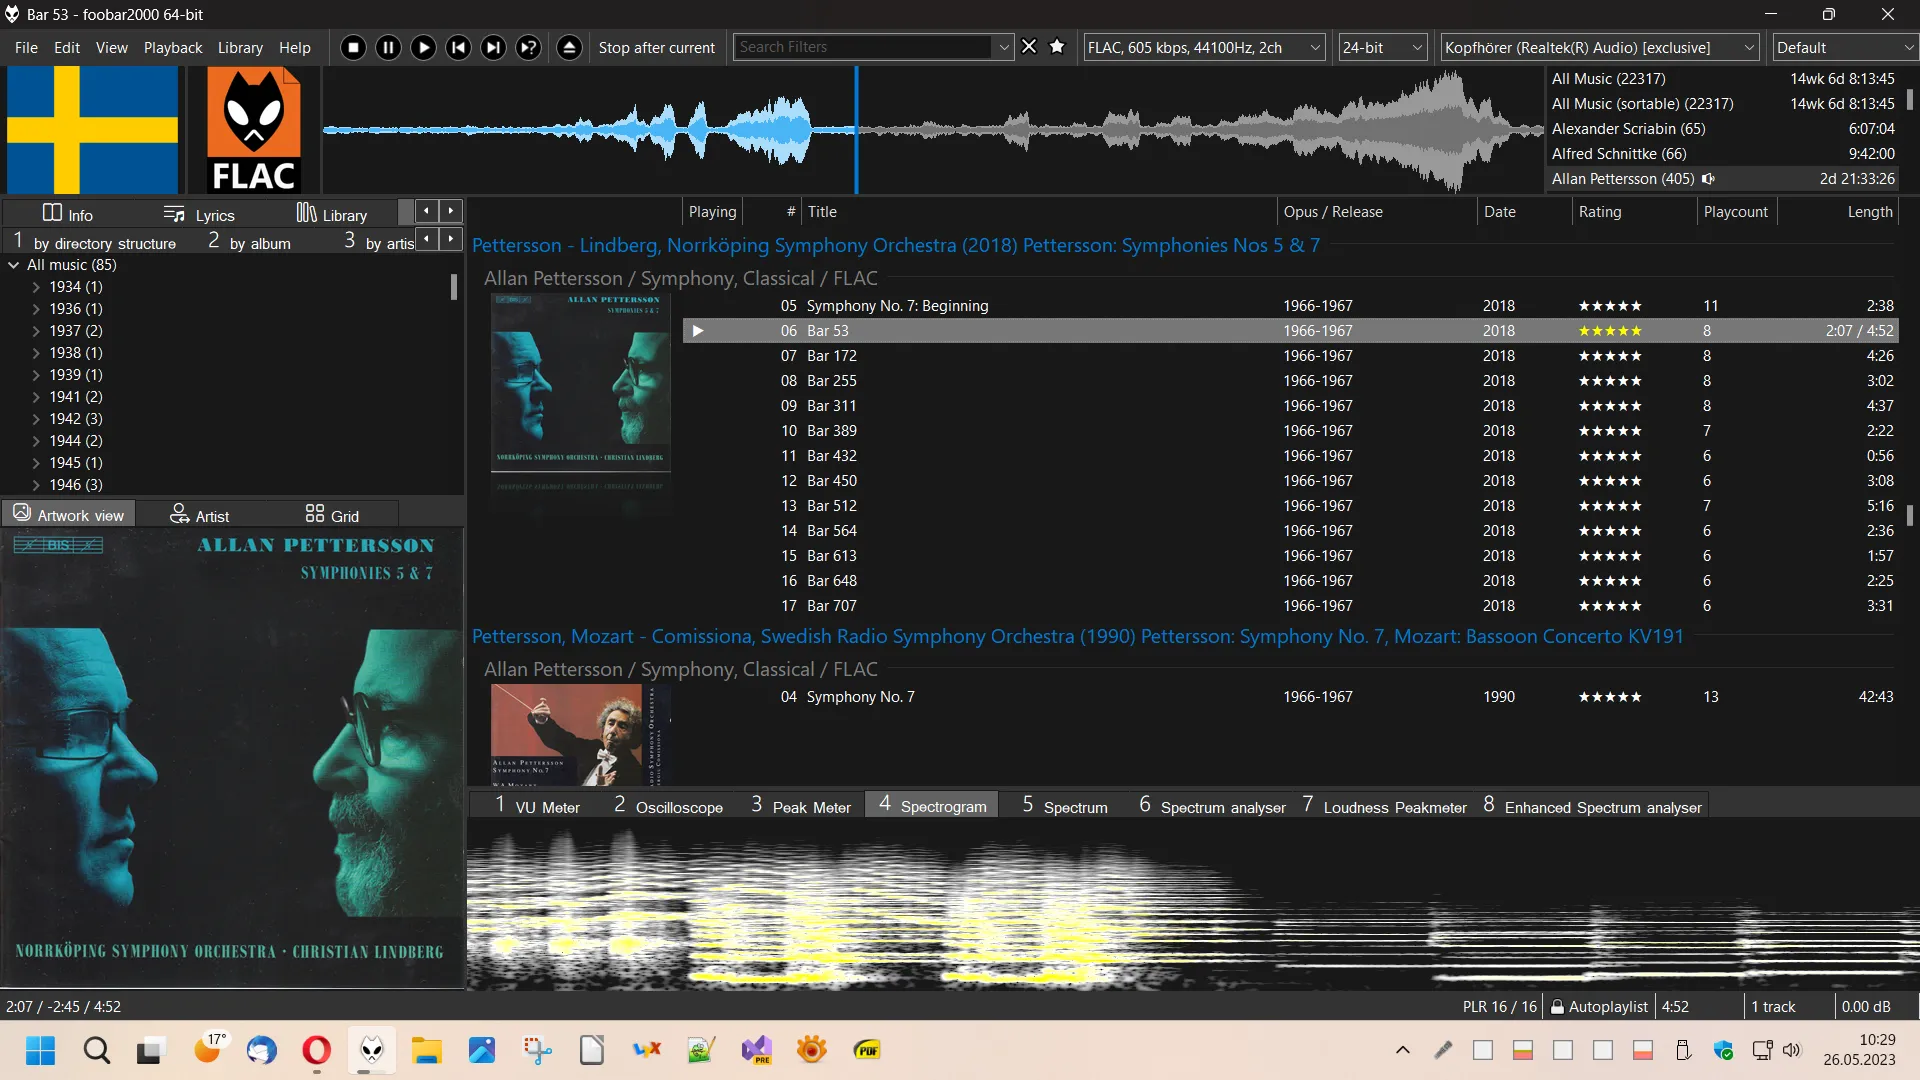 Bar 53 - foobar2000 64-bit
File Edit View Playback Library Help
Stop after current
Search Filters
FLAC, 605 kbps, 44100Hz, 2ch
24-bit
Kopfhörer (Realtek(R) Audio) [exclusive]
Default
FLAC
All Music (22317) 14wk 6d 8:13:45
All Music (sortable) (22317) 14wk 6d 8:13:45
Alexander Scriabin (65) 6:07:04
Alfred Schnittke (66) 9:42:00
Allan Pettersson (405) 2d 21:33:26
Info Lyrics Library
1 by directory structure 2 by album 3 by artis
All music (85)
1934 (1)
1936 (1)
1937 (2)
1938 (1)
1939 (1)
1941 (2)
1942 (3)
1944 (2)
1945 (1)
1946 (3)
Artwork view Artist Grid
BIS
ALLAN PETTERSSON
SYMPHONIES 5 & 7
NORRKÖPING SYMPHONY ORCHESTRA · CHRISTIAN LINDBERG
Playing # Title Opus / Release Date Rating Playcount Length
Pettersson - Lindberg, Norrköping Symphony Orchestra (2018) Pettersson: Symphonies Nos 5 & 7
Allan Pettersson / Symphony, Classical / FLAC
BIS
ALLAN PETTERSSON
SYMPHONIES 5 & 7
NORRKÖPING SYMPHONY ORCHESTRA · CHRISTIAN LINDBERG
05 Symphony No. 7: Beginning 1966-1967 2018 ★★★★★ 11 2:38
06 Bar 53 1966-1967 2018 ★★★★★ 8 2:07 / 4:52
07 Bar 172 1966-1967 2018 ★★★★★ 8 4:26
08 Bar 255 1966-1967 2018 ★★★★★ 8 3:02
09 Bar 311 1966-1967 2018 ★★★★★ 8 4:37
10 Bar 389 1966-1967 2018 ★★★★★ 7 2:22
11 Bar 432 1966-1967 2018 ★★★★★ 6 0:56
12 Bar 450 1966-1967 2018 ★★★★★ 6 3:08
13 Bar 512 1966-1967 2018 ★★★★★ 7 5:16
14 Bar 564 1966-1967 2018 ★★★★★ 6 2:36
15 Bar 613 1966-1967 2018 ★★★★★ 6 1:57
16 Bar 648 1966-1967 2018 ★★★★★ 6 2:25
17 Bar 707 1966-1967 2018 ★★★★★ 6 3:31
Pettersson, Mozart - Comissiona, Swedish Radio Symphony Orchestra (1990) Pettersson: Symphony No. 7, Mozart: Bassoon Concerto KV191
Allan Pettersson / Symphony, Classical / FLAC
04 Symphony No. 7 1966-1967 1990 ★★★★★ 13 42:43
ALLAN PETTERSSON
SYMPHONY NO. 7
1 VU Meter 2 Oscilloscope 3 Peak Meter 4 Spectrogram 5 Spectrum 6 Spectrum analyser 7 Loudness Peakmeter 8 Enhanced Spectrum analyser
2:07 / -2:45 / 4:52
PLR 16 / 16 Autoplaylist 4:52 1 track 0.00 dB
17°
PRE
PDF
10:29
26.05.2023